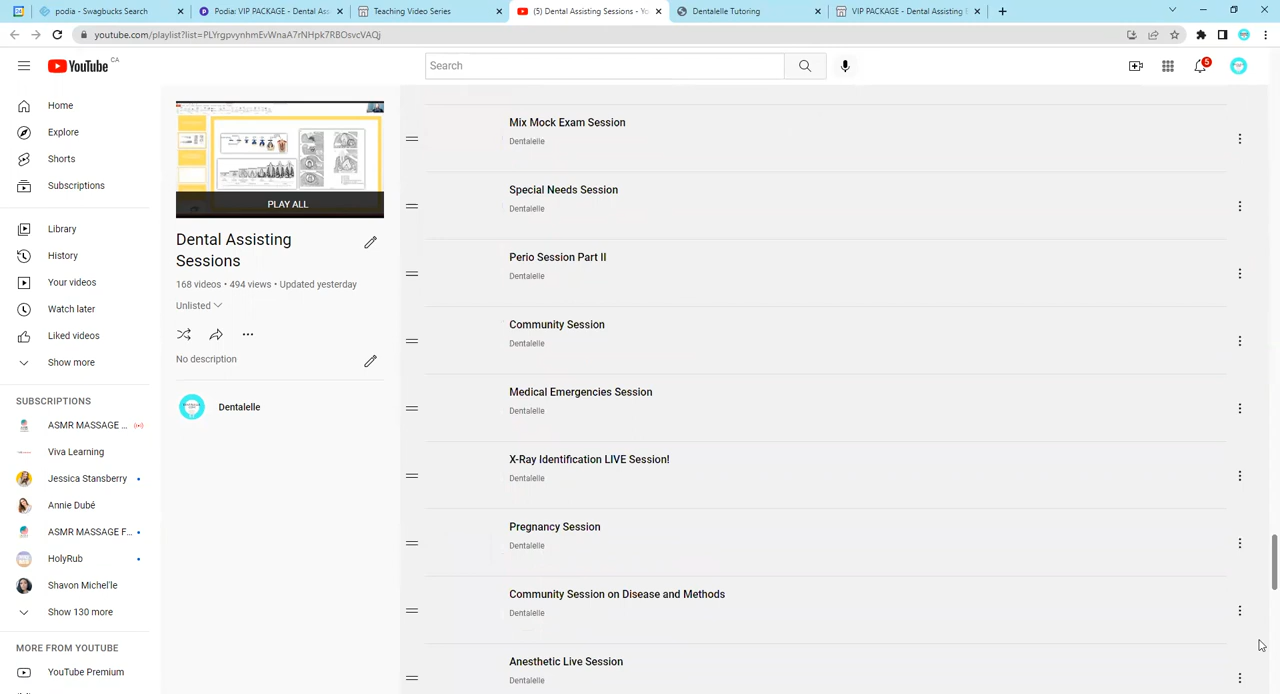 podia - Swagbucks Search
Podia: VIP PACKAGE - Dental Ass
Teaching Video Series
(5) Dental Assisting Sessions - Yo
Dentalelle Tutoring
VIP PACKAGE - Dental Assisting S
youtube.com/playlist?list=PLYrgpvynhmEvWnaA7rNHpk7RBOsvcVAQj
YouTube CA
Search
5
Home
Explore
Shorts
Subscriptions
Library
History
Your videos
Watch later
Liked videos
Show more
SUBSCRIPTIONS
ASMR MASSAGE ...
Viva Learning
Jessica Stansberry
Annie Dubé
ASMR MASSAGE F...
HolyRub
Shavon Michel'le
Show 130 more
MORE FROM YOUTUBE
YouTube Premium
PLAY ALL
Dental Assisting
Sessions
168 videos • 494 views • Updated yesterday
Unlisted
No description
Dentalelle
Mix Mock Exam Session
Dentalelle
Special Needs Session
Dentalelle
Perio Session Part II
Dentalelle
Community Session
Dentalelle
Medical Emergencies Session
Dentalelle
X-Ray Identification LIVE Session!
Dentalelle
Pregnancy Session
Dentalelle
Community Session on Disease and Methods
Dentalelle
Anesthetic Live Session
Dentalelle